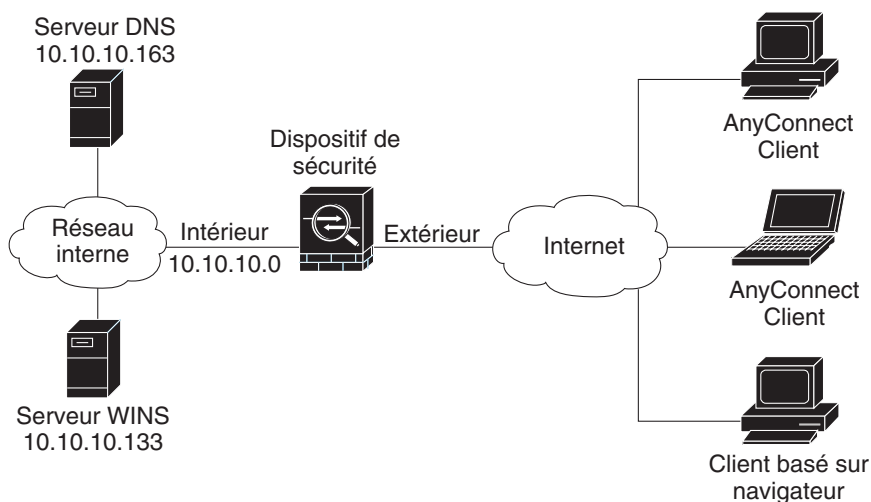 Serveur DNS
10.10.10.163
Dispositif de
sécurité
AnyConnect
Client
Réseau
interne
Intérieur
10.10.10.0
Extérieur
Internet
AnyConnect
Client
Serveur WINS
10.10.10.133
Client basé sur
navigateur